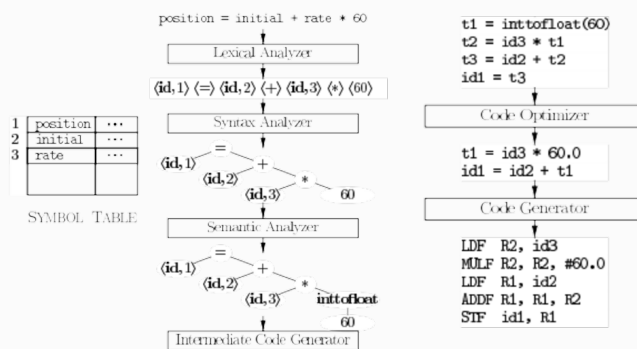 position = initial + rate * 60
Lexical Analyzer
⟨id, 1⟩ ⟨=⟩ ⟨id, 2⟩ ⟨+⟩ ⟨id, 3⟩ ⟨*⟩ ⟨60⟩
Syntax Analyzer
=
⟨id, 1⟩
+
⟨id, 2⟩
*
⟨id, 3⟩
60
Semantic Analyzer
=
⟨id, 1⟩
+
⟨id, 2⟩
*
⟨id, 3⟩
inttofloat
60
Intermediate Code Generator
1 position ···
2 initial ···
3 rate ···
SYMBOL TABLE
t1 = inttofloat(60)
t2 = id3 * t1
t3 = id2 + t2
id1 = t3
Code Optimizer
t1 = id3 * 60.0
id1 = id2 + t1
Code Generator
LDF R2, id3
MULF R2, R2, #60.0
LDF R1, id2
ADDF R1, R1, R2
STF id1, R1